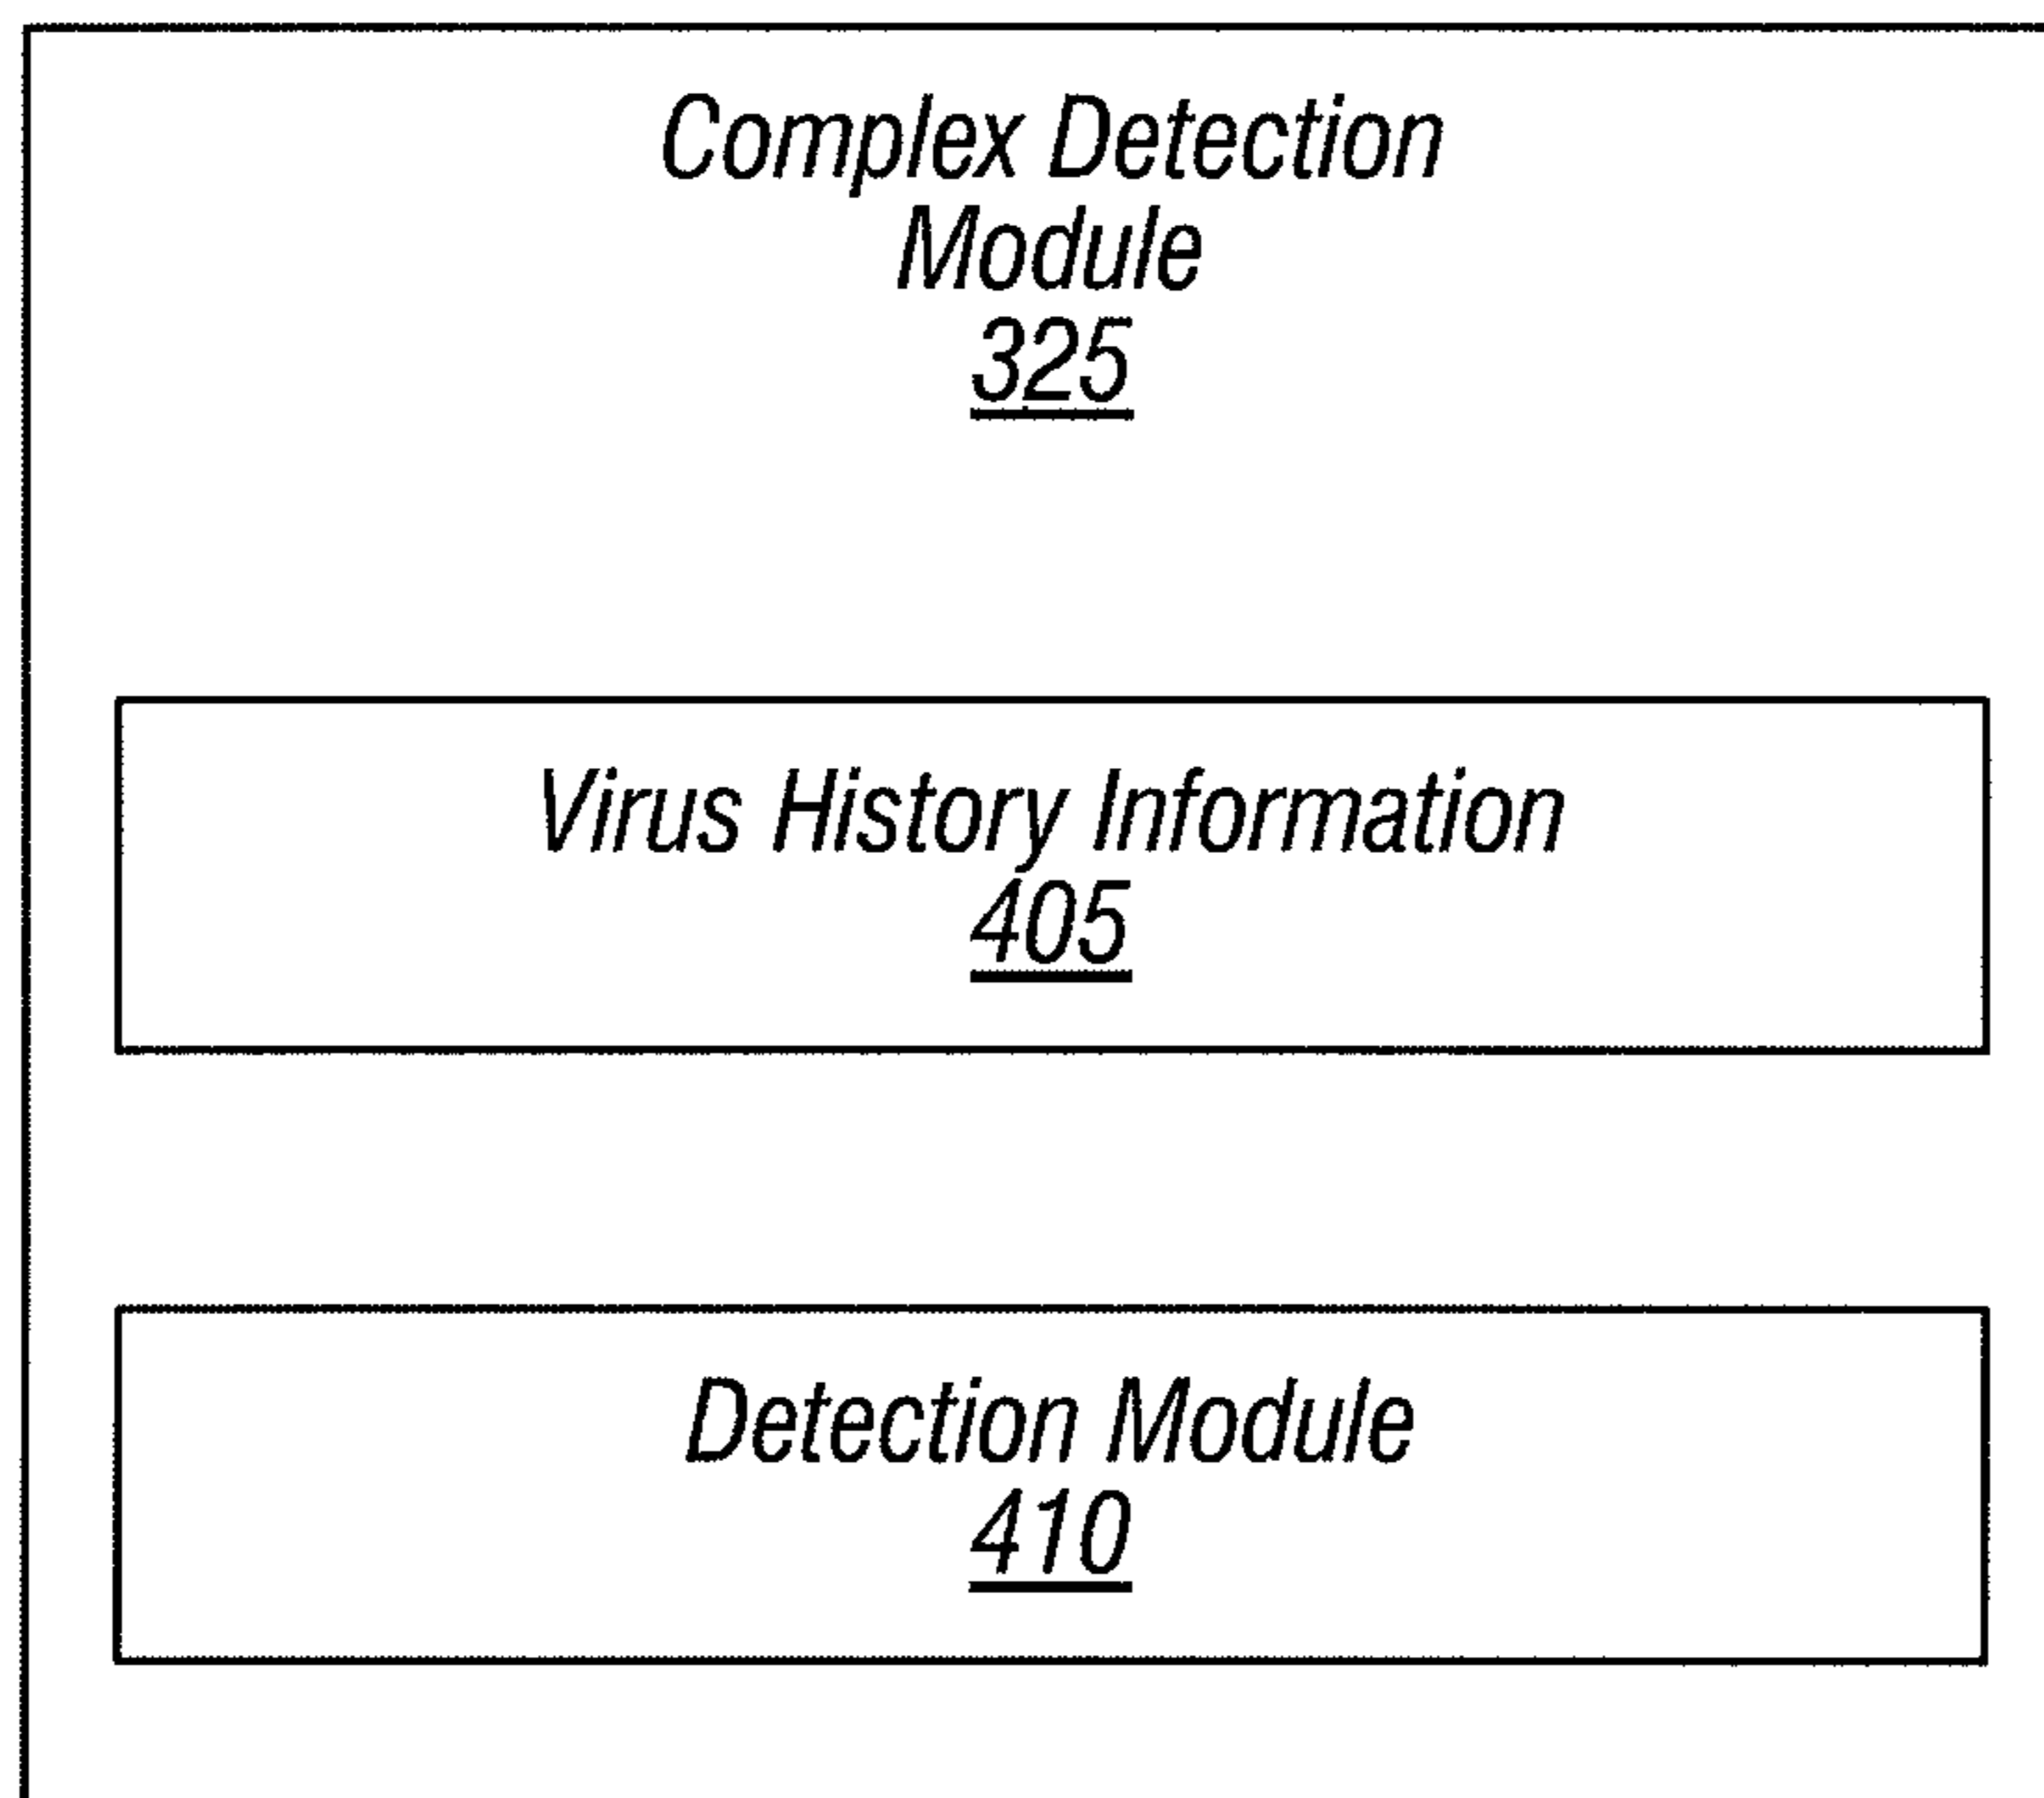 Complex Detection
Module
325
Virus History Information
405
Detection Module
410